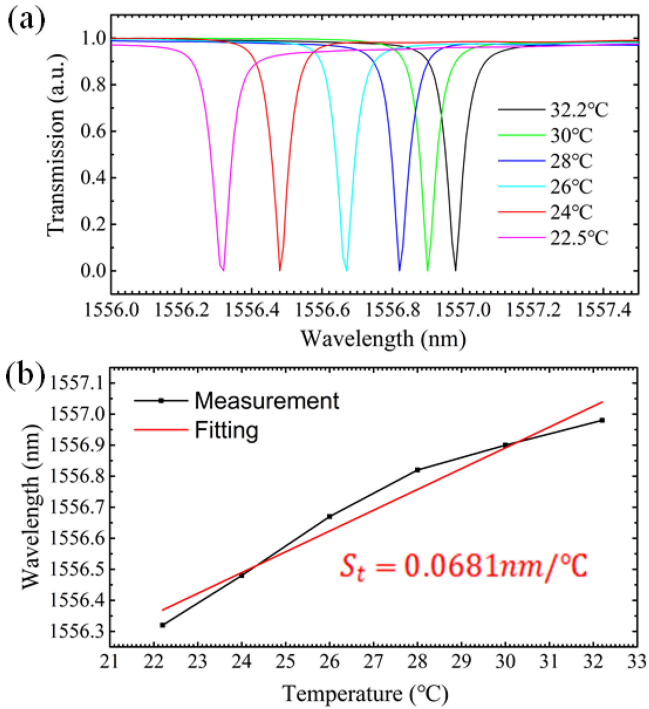 (a)
1.0
0.8
0.6
0.4
0.2
0.0
Transmission (a.u.)
32.2℃
30℃
28℃
26℃
24℃
22.5℃
1556.0 1556.2 1556.4 1556.6 1556.8 1557.0 1557.2 1557.4
Wavelength (nm)
(b)
1557.1
1557.0
1556.9
1556.8
1556.7
1556.6
1556.5
1556.4
1556.3
Wavelength (nm)
Measurement
Fitting
S_t = 0.0681nm/℃
21 22 23 24 25 26 27 28 29 30 31 32 33
Temperature (℃)